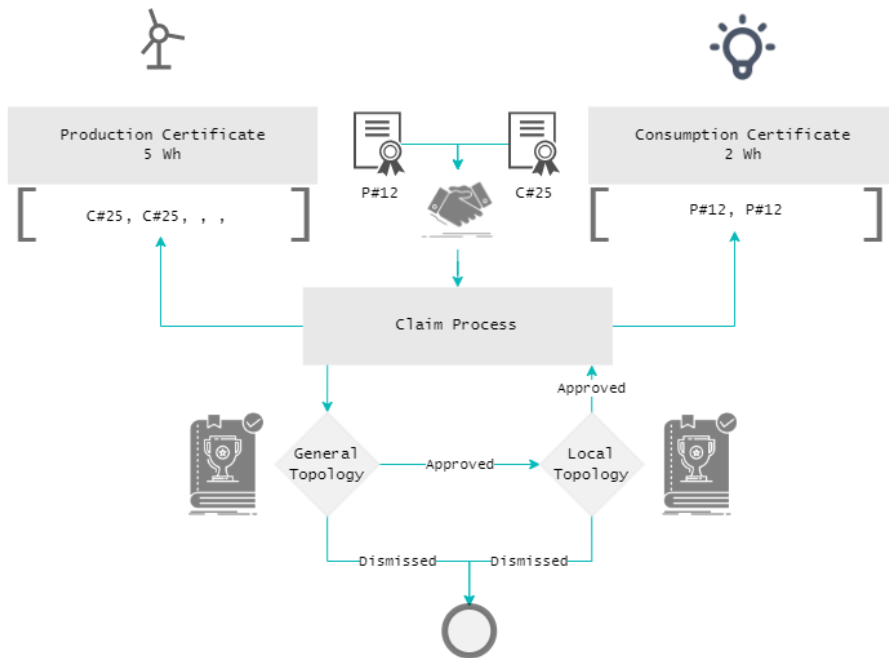 Production Certificate
5 Wh
Consumption Certificate
2 Wh
P#12
C#25
C#25, C#25, , ,
P#12, P#12
Claim Process
Approved
General
Topology
Approved
Local
Topology
Dismissed
Dismissed